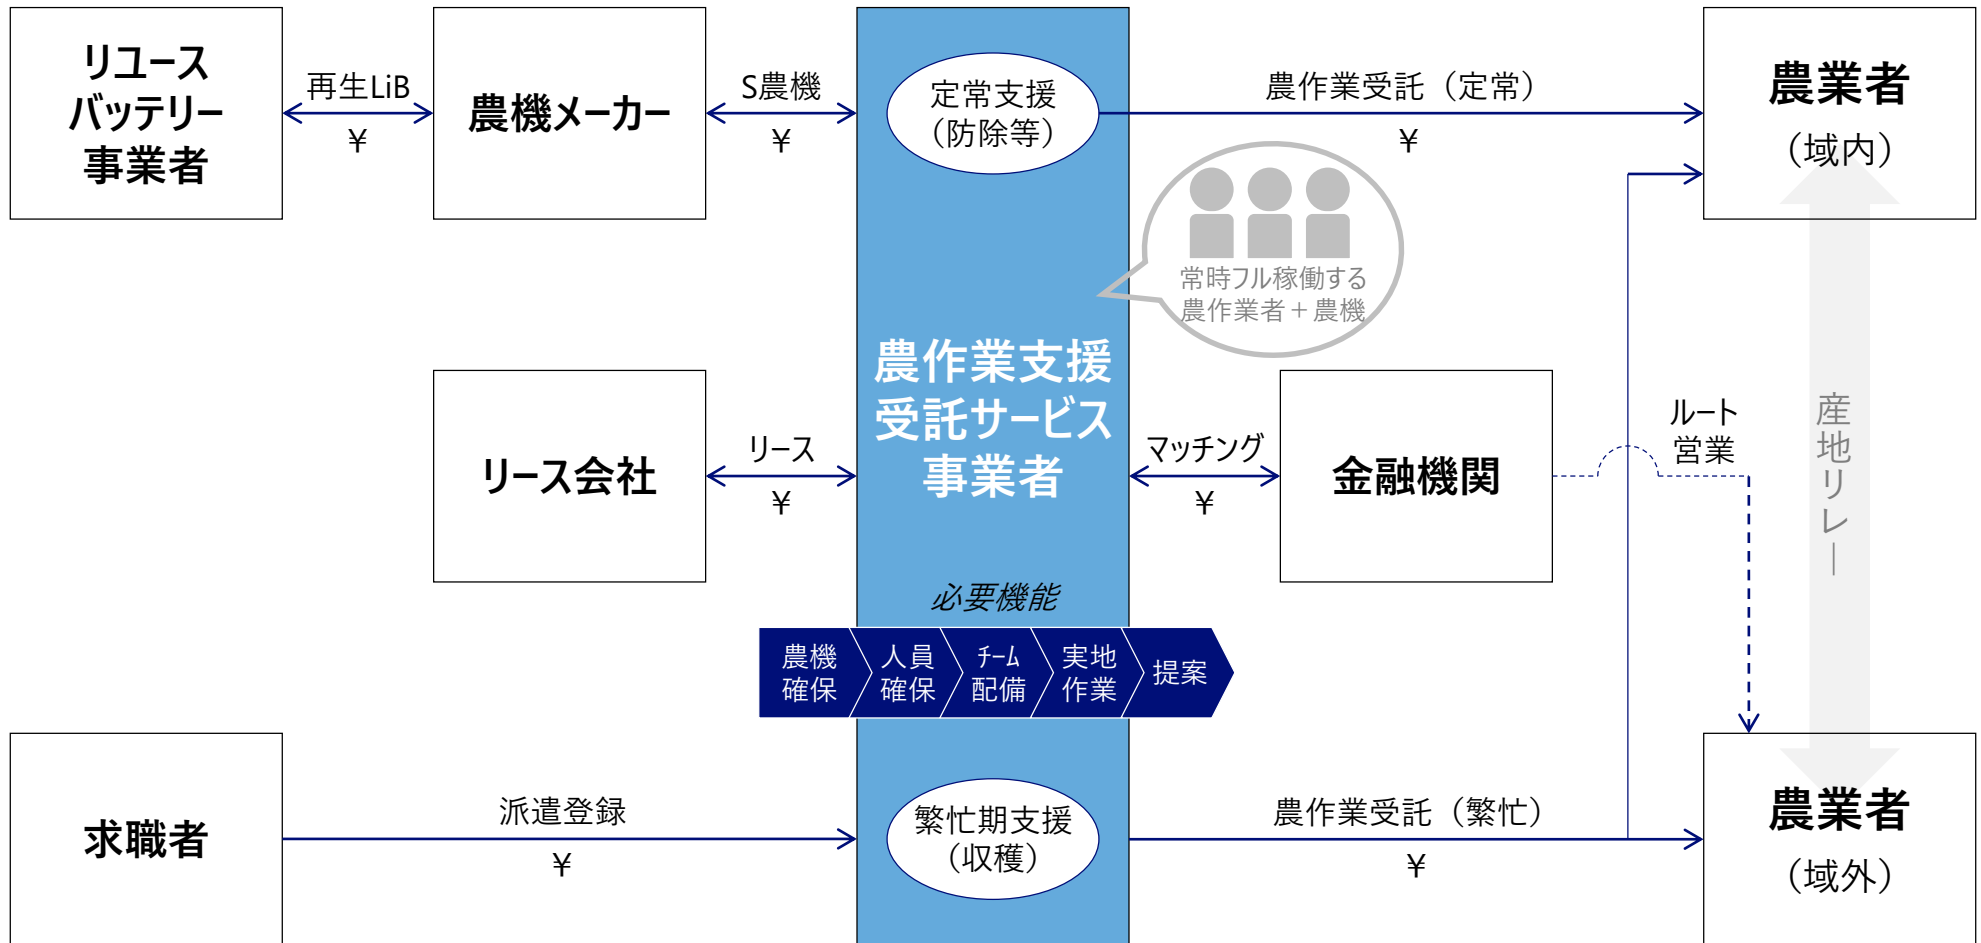 リユース
バッテリー
事業者
再生LiB
¥
農機メーカー
S農機
¥
定常支援
（防除等）
農作業受託（定常）
¥
農業者
（域内）
常時フル稼働する
農作業者＋農機
農作業支援
受託サービス
事業者
リース会社
リース
¥
マッチング
¥
金融機関
ルート
営業
産地リレー
必要機能
農機
確保
人員
確保
ﾁｰﾑ
配備
実地
作業
提案
求職者
派遣登録
¥
繁忙期支援
（収穫）
農作業受託（繁忙）
¥
農業者
（域外）